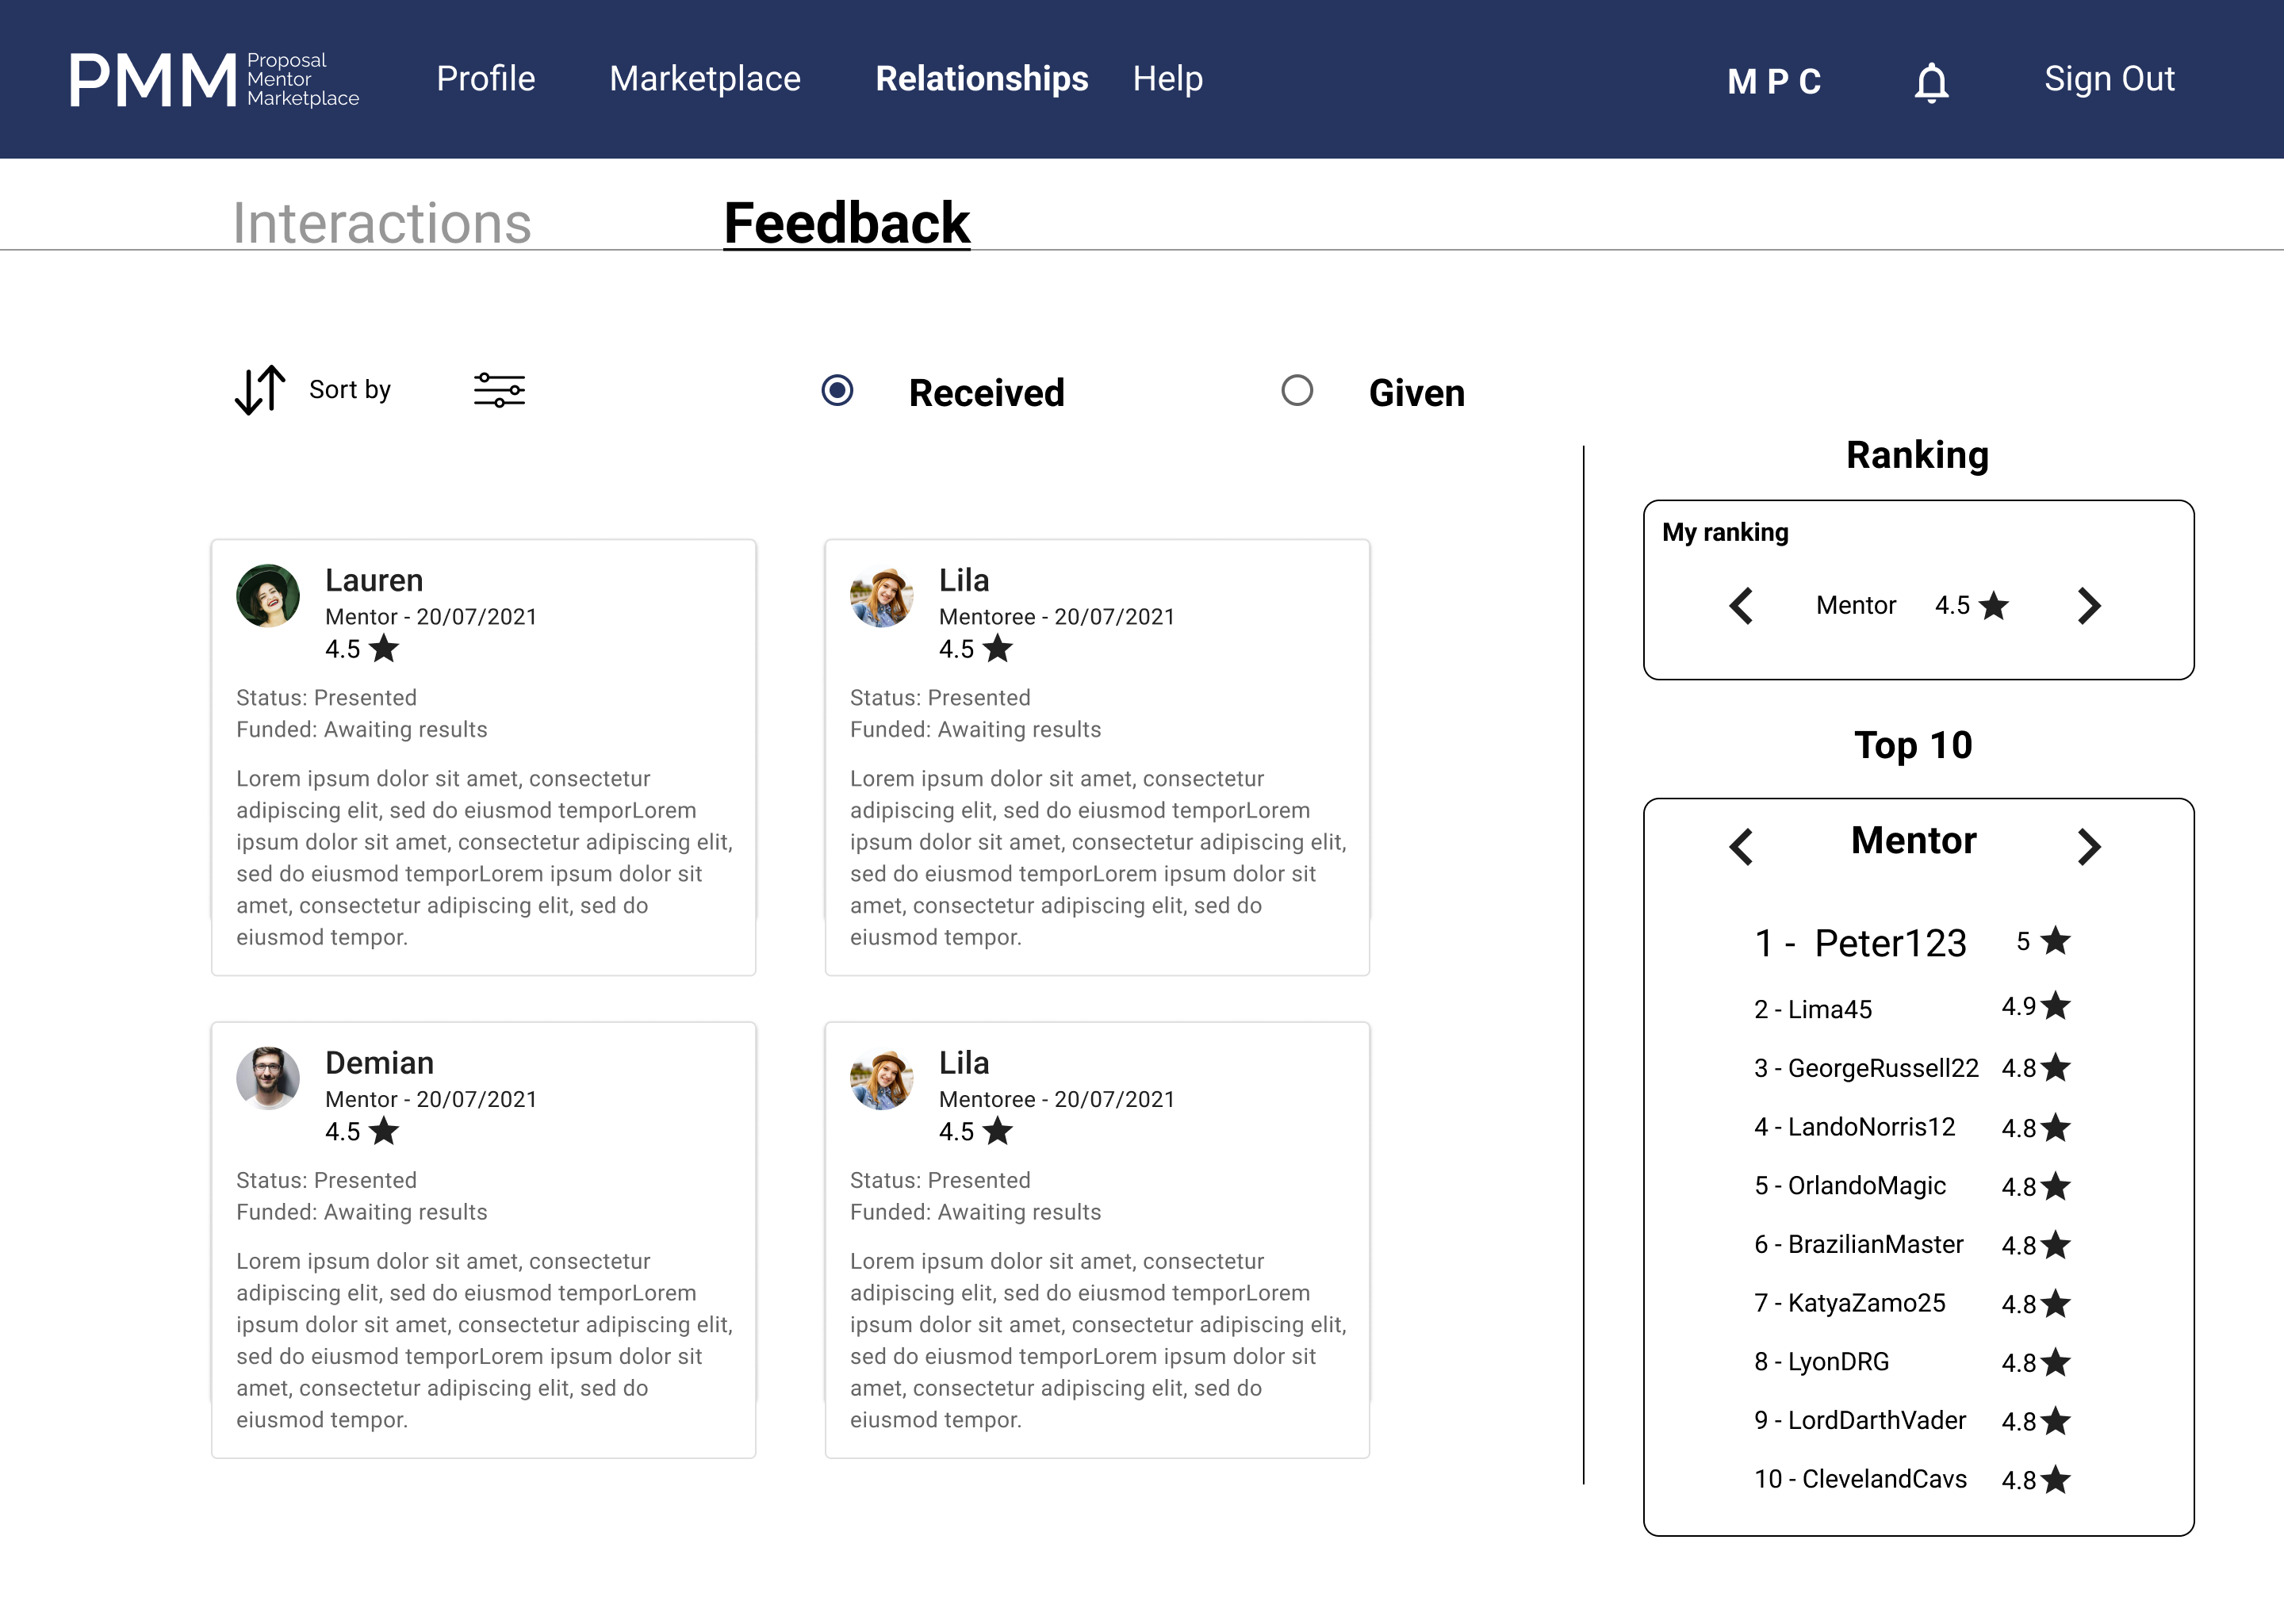 PMM Proposal
Mentor
Marketplace
Profile Marketplace Relationships Help M P C Sign Out
Interactions Feedback
Sort by Received Given
Lauren
Mentor - 20/07/2021
4.5
Status: Presented
Funded: Awaiting results
Lorem ipsum dolor sit amet, consectetur
adipiscing elit, sed do eiusmod temporLorem
ipsum dolor sit amet, consectetur adipiscing elit,
sed do eiusmod temporLorem ipsum dolor sit
amet, consectetur adipiscing elit, sed do
eiusmod tempor.
Lila
Mentoree - 20/07/2021
4.5
Status: Presented
Funded: Awaiting results
Lorem ipsum dolor sit amet, consectetur
adipiscing elit, sed do eiusmod temporLorem
ipsum dolor sit amet, consectetur adipiscing elit,
sed do eiusmod temporLorem ipsum dolor sit
amet, consectetur adipiscing elit, sed do
eiusmod tempor.
Demian
Mentor - 20/07/2021
4.5
Status: Presented
Funded: Awaiting results
Lorem ipsum dolor sit amet, consectetur
adipiscing elit, sed do eiusmod temporLorem
ipsum dolor sit amet, consectetur adipiscing elit,
sed do eiusmod temporLorem ipsum dolor sit
amet, consectetur adipiscing elit, sed do
eiusmod tempor.
Lila
Mentoree - 20/07/2021
4.5
Status: Presented
Funded: Awaiting results
Lorem ipsum dolor sit amet, consectetur
adipiscing elit, sed do eiusmod temporLorem
ipsum dolor sit amet, consectetur adipiscing elit,
sed do eiusmod temporLorem ipsum dolor sit
amet, consectetur adipiscing elit, sed do
eiusmod tempor.
Ranking
My ranking
Mentor 4.5
Top 10
Mentor
1 - Peter123 5
2 - Lima45 4.9
3 - GeorgeRussell22 4.8
4 - LandoNorris12 4.8
5 - OrlandoMagic 4.8
6 - BrazilianMaster 4.8
7 - KatyaZamo25 4.8
8 - LyonDRG 4.8
9 - LordDarthVader 4.8
10 - ClevelandCavs 4.8